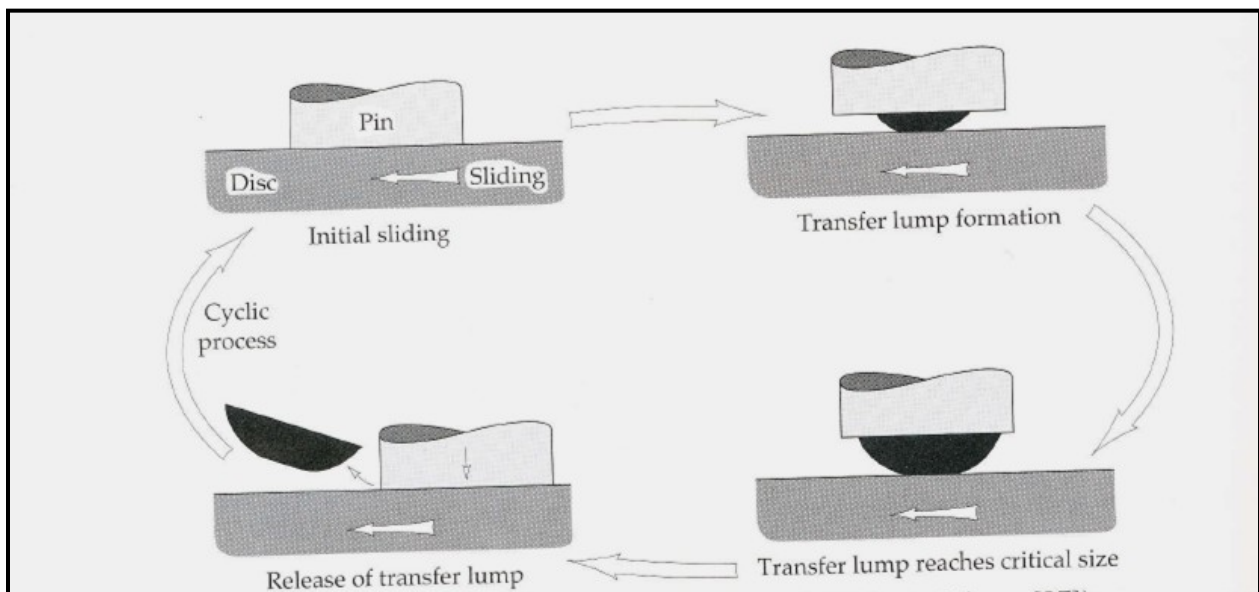 Pin
Disc
Sliding
Initial sliding
Transfer lump formation
Cyclic
process
Release of transfer lump
Transfer lump reaches critical size